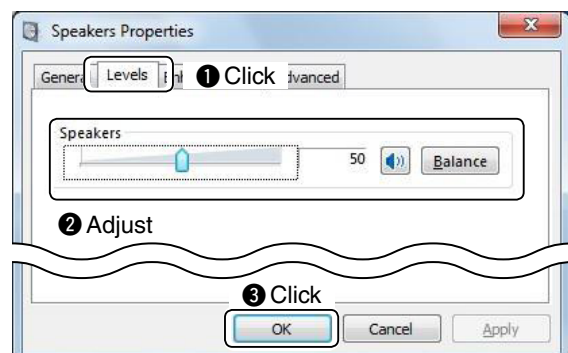 Speakers Properties
Levels ❶ Click
Speakers
50 Balance
❷ Adjust
❸ Click
OK Cancel Apply